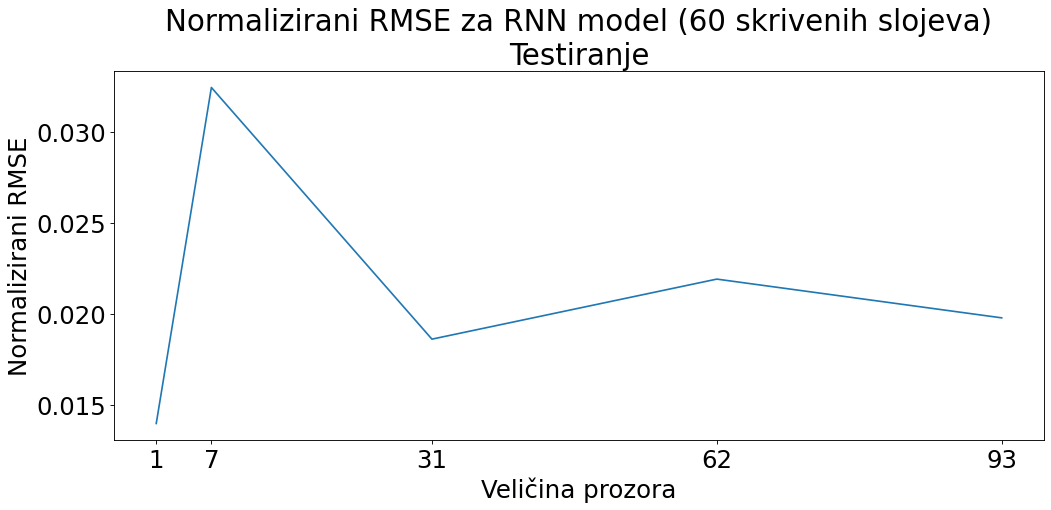 Normalizirani RMSE za RNN model (60 skrivenih slojeva)
Testiranje
Normalizirani RMSE
0.030
0.025
0.020
0.015
1 7 31 62 93
Veličina prozora